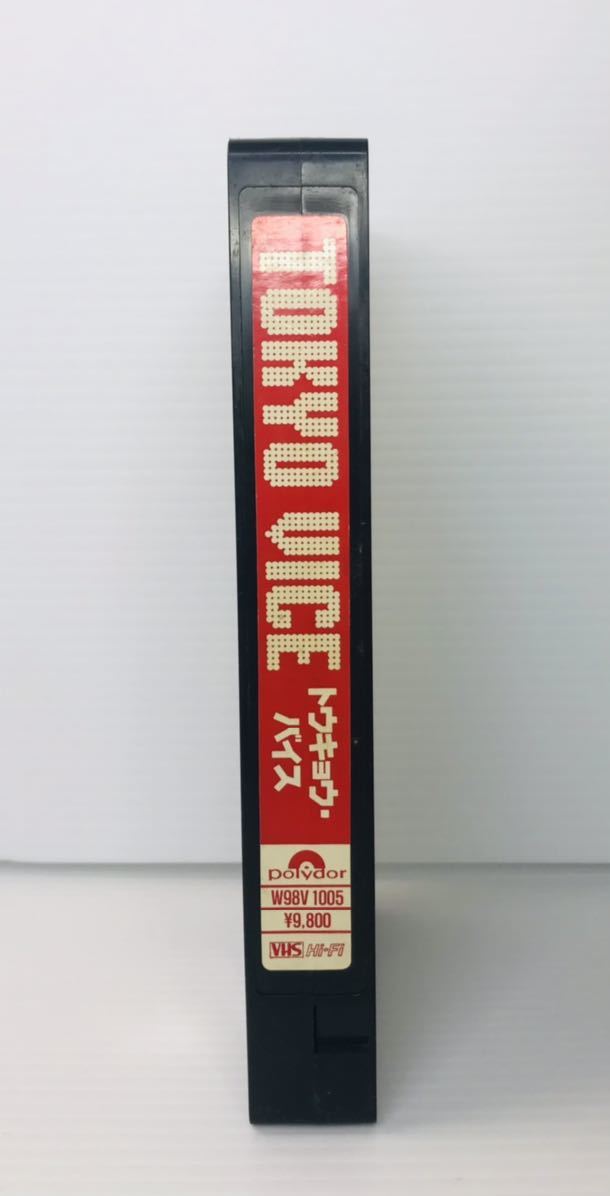 TOKYO VICE
トウキョウ・
バイス
polydor
W98V 1005
¥9,800
VHS Hi-Fi